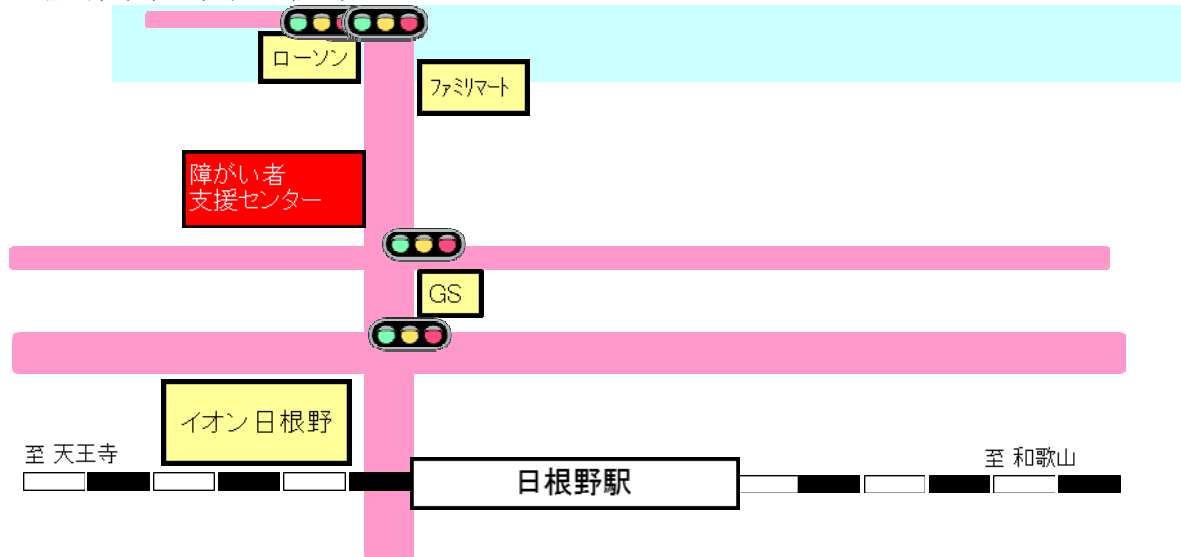 ローソン
ファミリマート
障がい者
支援センター
GS
イオン日根野
至 天王寺
至 和歌山
日根野駅